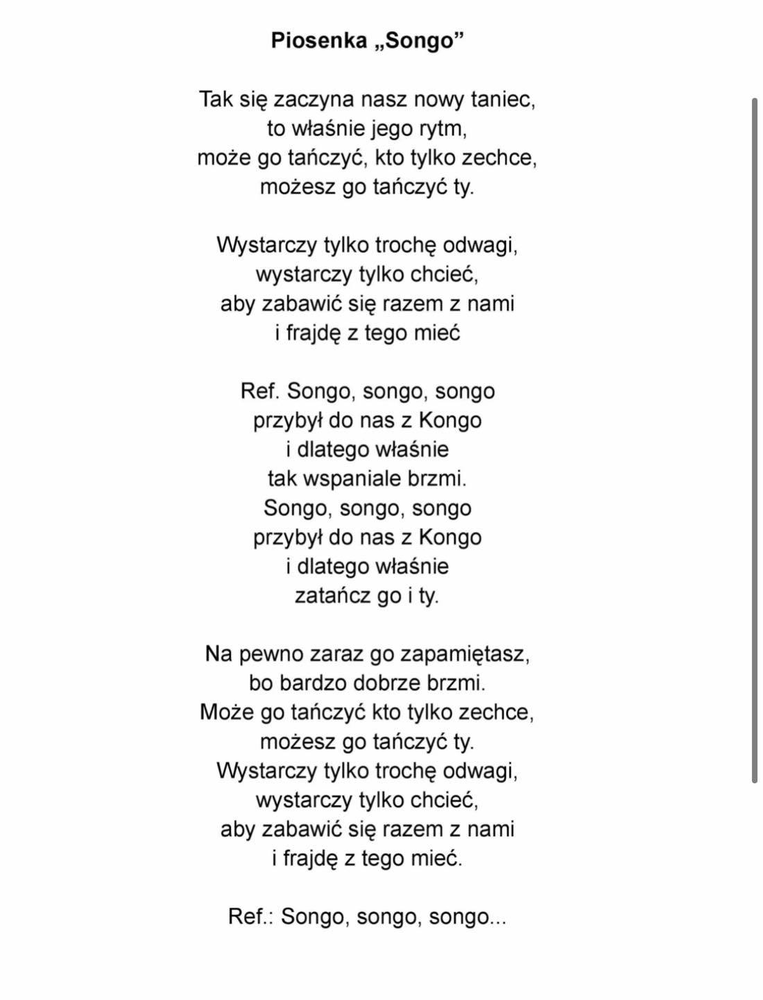 Piosenka „Songo”
Tak się zaczyna nasz nowy taniec,
to właśnie jego rytm,
może go tańczyć, kto tylko zechce,
możesz go tańczyć ty.
Wystarczy tylko trochę odwagi,
wystarczy tylko chcieć,
aby zabawić się razem z nami
i frajdę z tego mieć
Ref. Songo, songo, songo
przybył do nas z Kongo
i dlatego właśnie
tak wspaniale brzmi.
Songo, songo, songo
przybył do nas z Kongo
i dlatego właśnie
zatańcz go i ty.
Na pewno zaraz go zapamiętasz,
bo bardzo dobrze brzmi.
Może go tańczyć kto tylko zechce,
możesz go tańczyć ty.
Wystarczy tylko trochę odwagi,
wystarczy tylko chcieć,
aby zabawić się razem z nami
i frajdę z tego mieć.
Ref.: Songo, songo, songo...